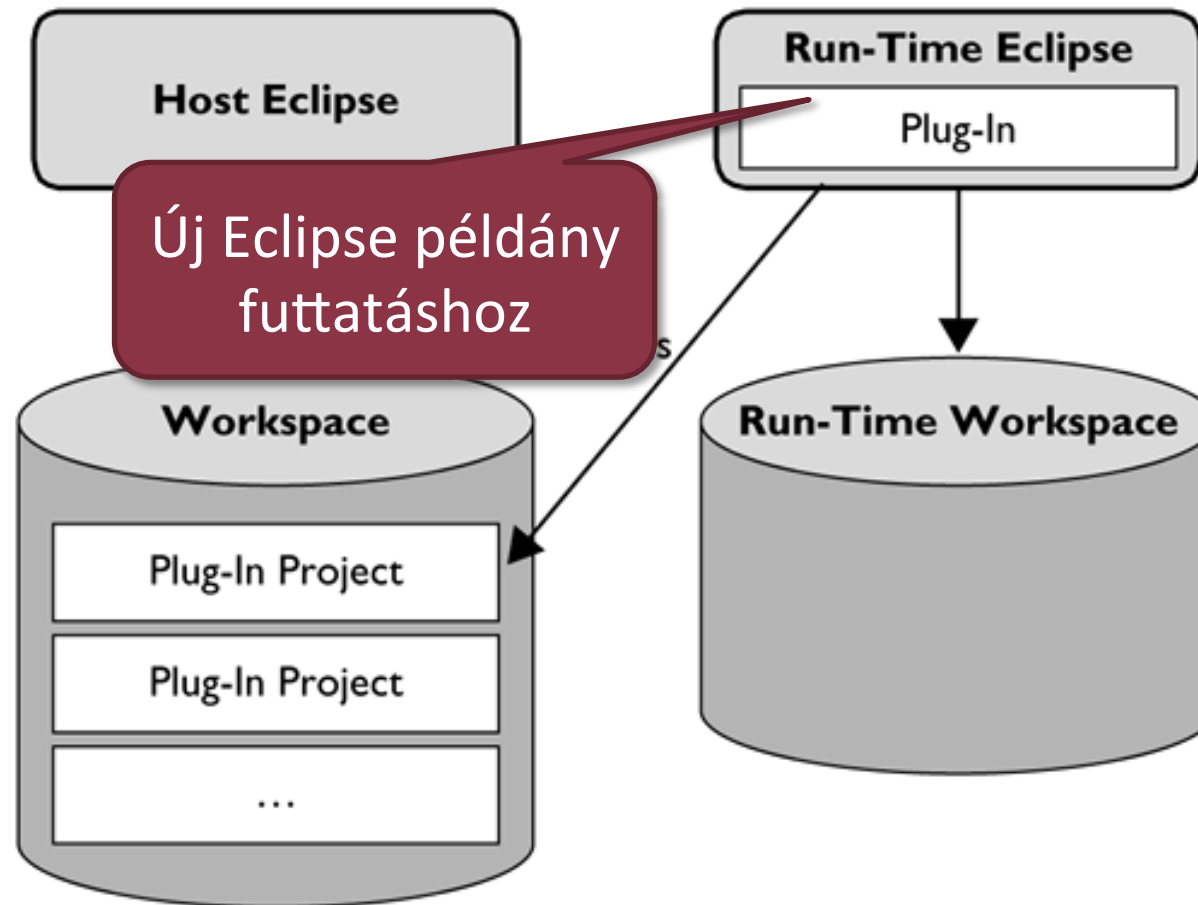 Host Eclipse
Run-Time Eclipse
Plug-In
Új Eclipse példány
futtatáshoz
Workspace
Run-Time Workspace
Plug-In Project
Plug-In Project
...